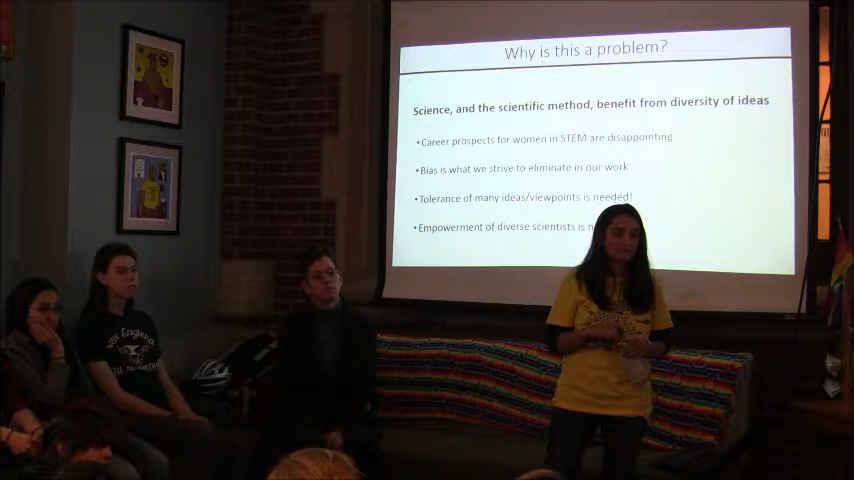 Why is this a problem?
Science, and the scientific method, benefit from diversity of ideas
• Career prospects for women in STEM are disappointing
• Bias is what we strive to eliminate in our work
• Tolerance of many ideas/viewpoints is needed!
• Empowerment of diverse scientists is n
New England